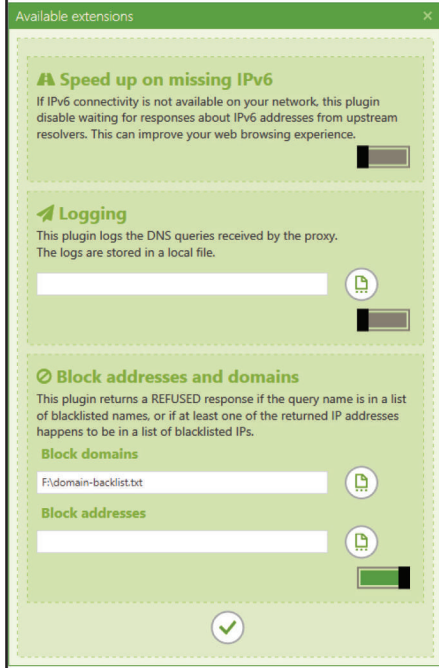 Available extensions
Speed up on missing IPv6
If IPv6 connectivity is not available on your network, this plugin
disable waiting for responses about IPv6 addresses from upstream
resolvers. This can improve your web browsing experience.
Logging
This plugin logs the DNS queries received by the proxy.
The logs are stored in a local file.
Block addresses and domains
This plugin returns a REFUSED response if the query name is in a list
of blacklisted names, or if at least one of the returned IP addresses
happens to be in a list of blacklisted IPs.
Block domains
F:\domain-backlist.txt
Block addresses